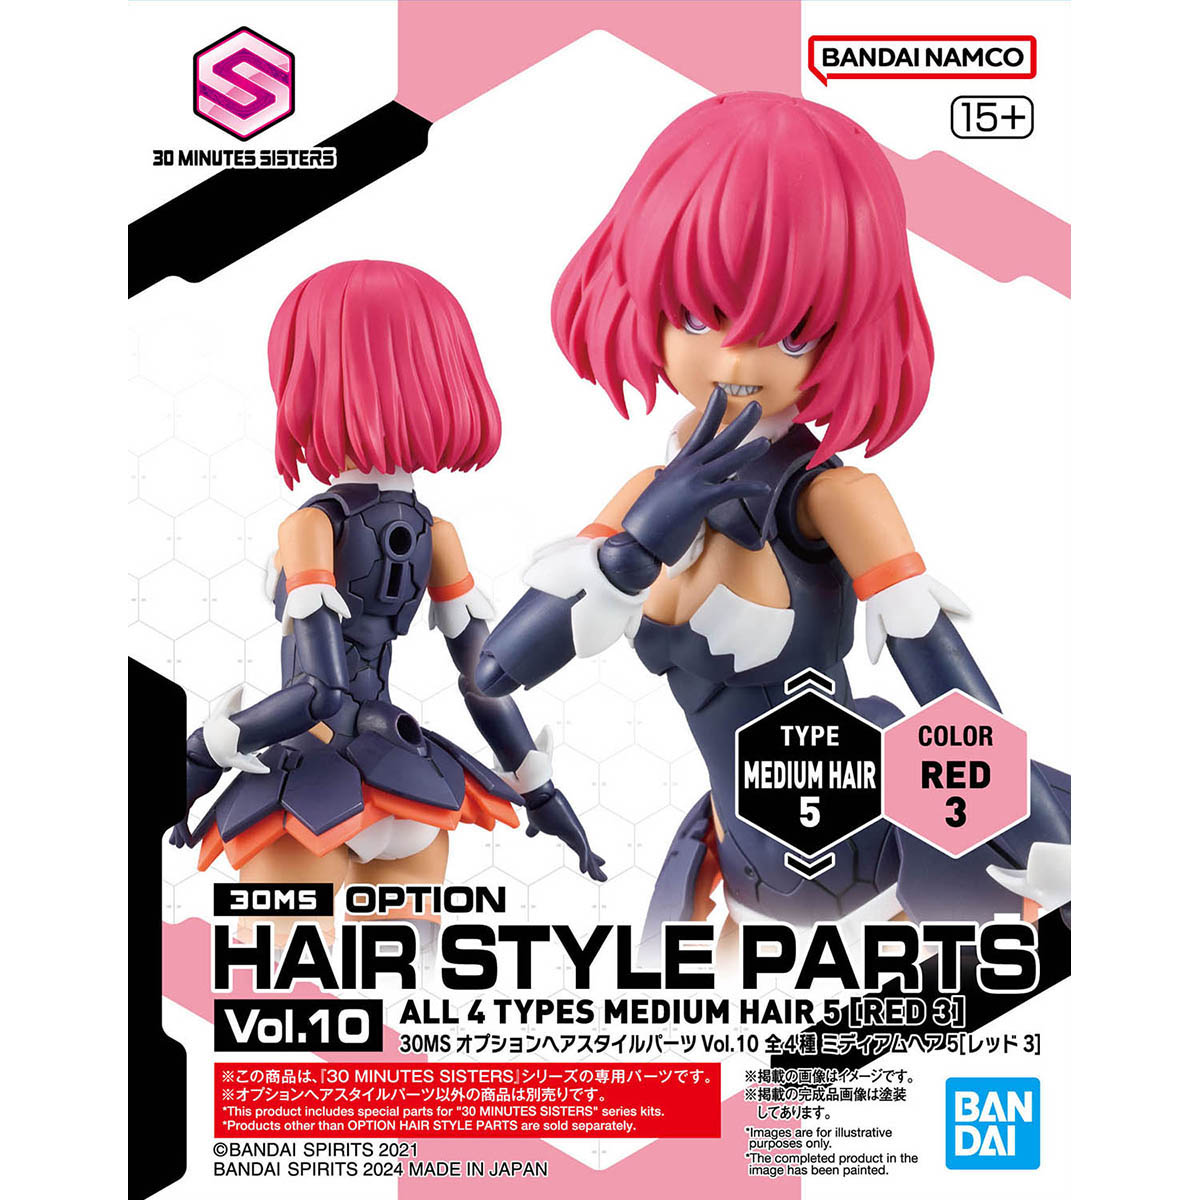 30 MINUTES SISTERS
BANDAI NAMCO
15+
TYPE
MEDIUM HAIR
5
COLOR
RED
3
30MS OPTION
HAIR STYLE PARTS
Vol.10
ALL 4 TYPES MEDIUM HAIR 5 [RED 3]
30MS オプションヘアスタイルパーツ Vol.10 全4種 ミディアムヘア5[レッド 3]
※この商品は、『30 MINUTES SISTERS』シリーズの専用パーツです。
※オプションヘアスタイルパーツ以外の商品は別売りです。
*This product includes special parts for "30 MINUTES SISTERS" series kits.
*Products other than OPTION HAIR STYLE PARTS are sold separately.
©BANDAI SPIRITS 2021
BANDAI SPIRITS 2024 MADE IN JAPAN
※掲載の画像はイメージです。
※掲載の完成品画像は塗装
してあります。
*Images are for illustrative
purposes only.
*The completed product in the
image has been painted.
BAN
DAI